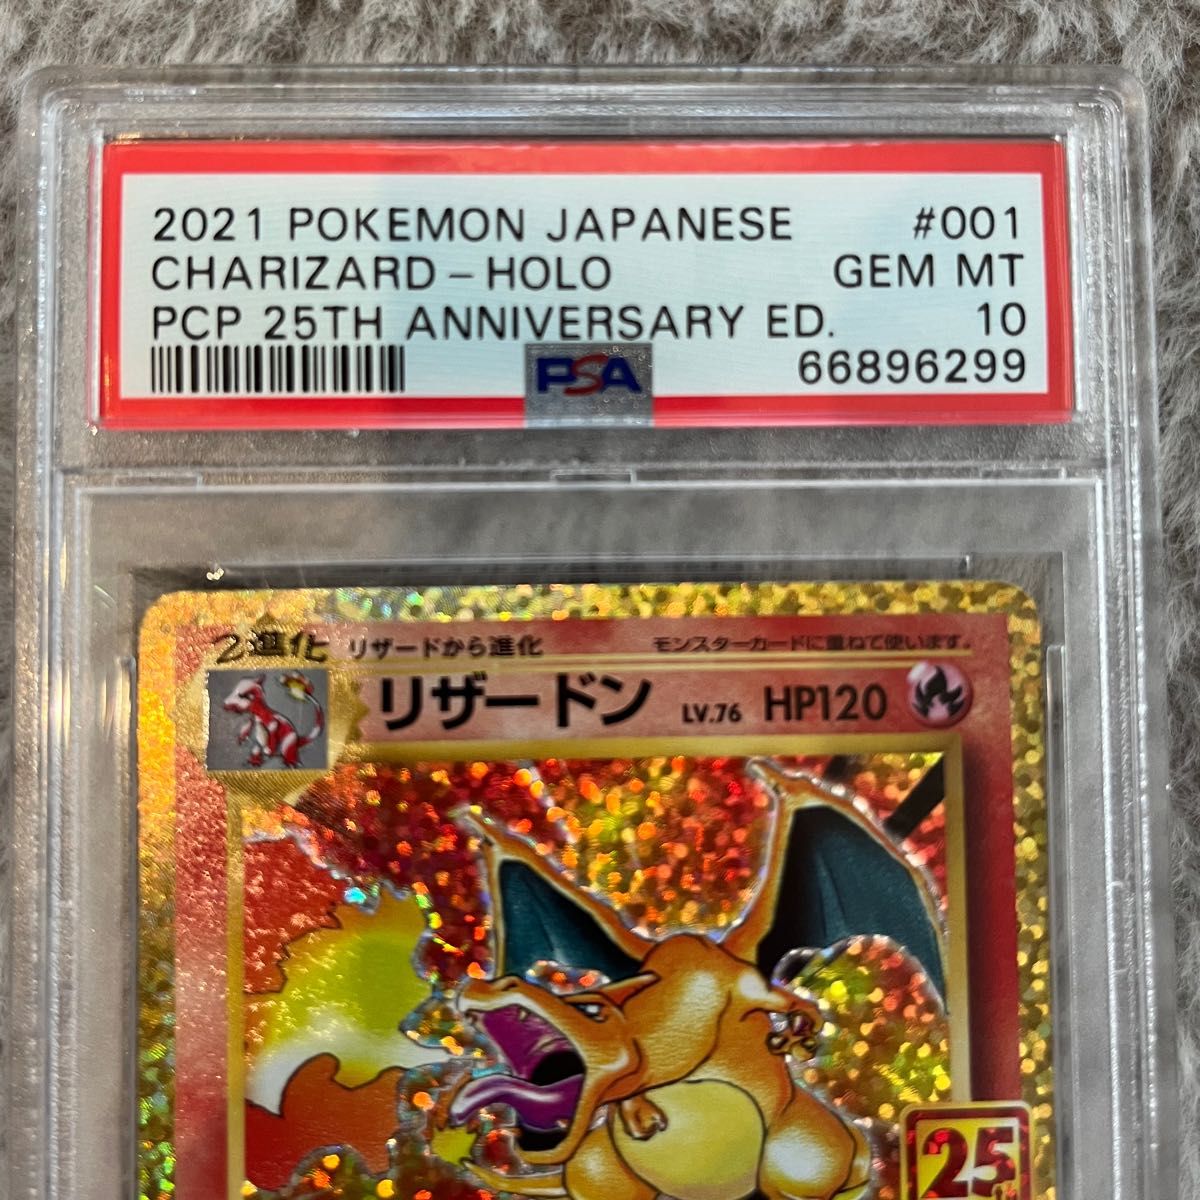 2021 POKEMON JAPANESE #001
CHARIZARD – HOLO GEM MT
PCP 25TH ANNIVERSARY ED. 10
PSA 66896299
2進化 リザードから進化 モンスターカードに重ねて使います。
リザードン LV.76 HP120
25th